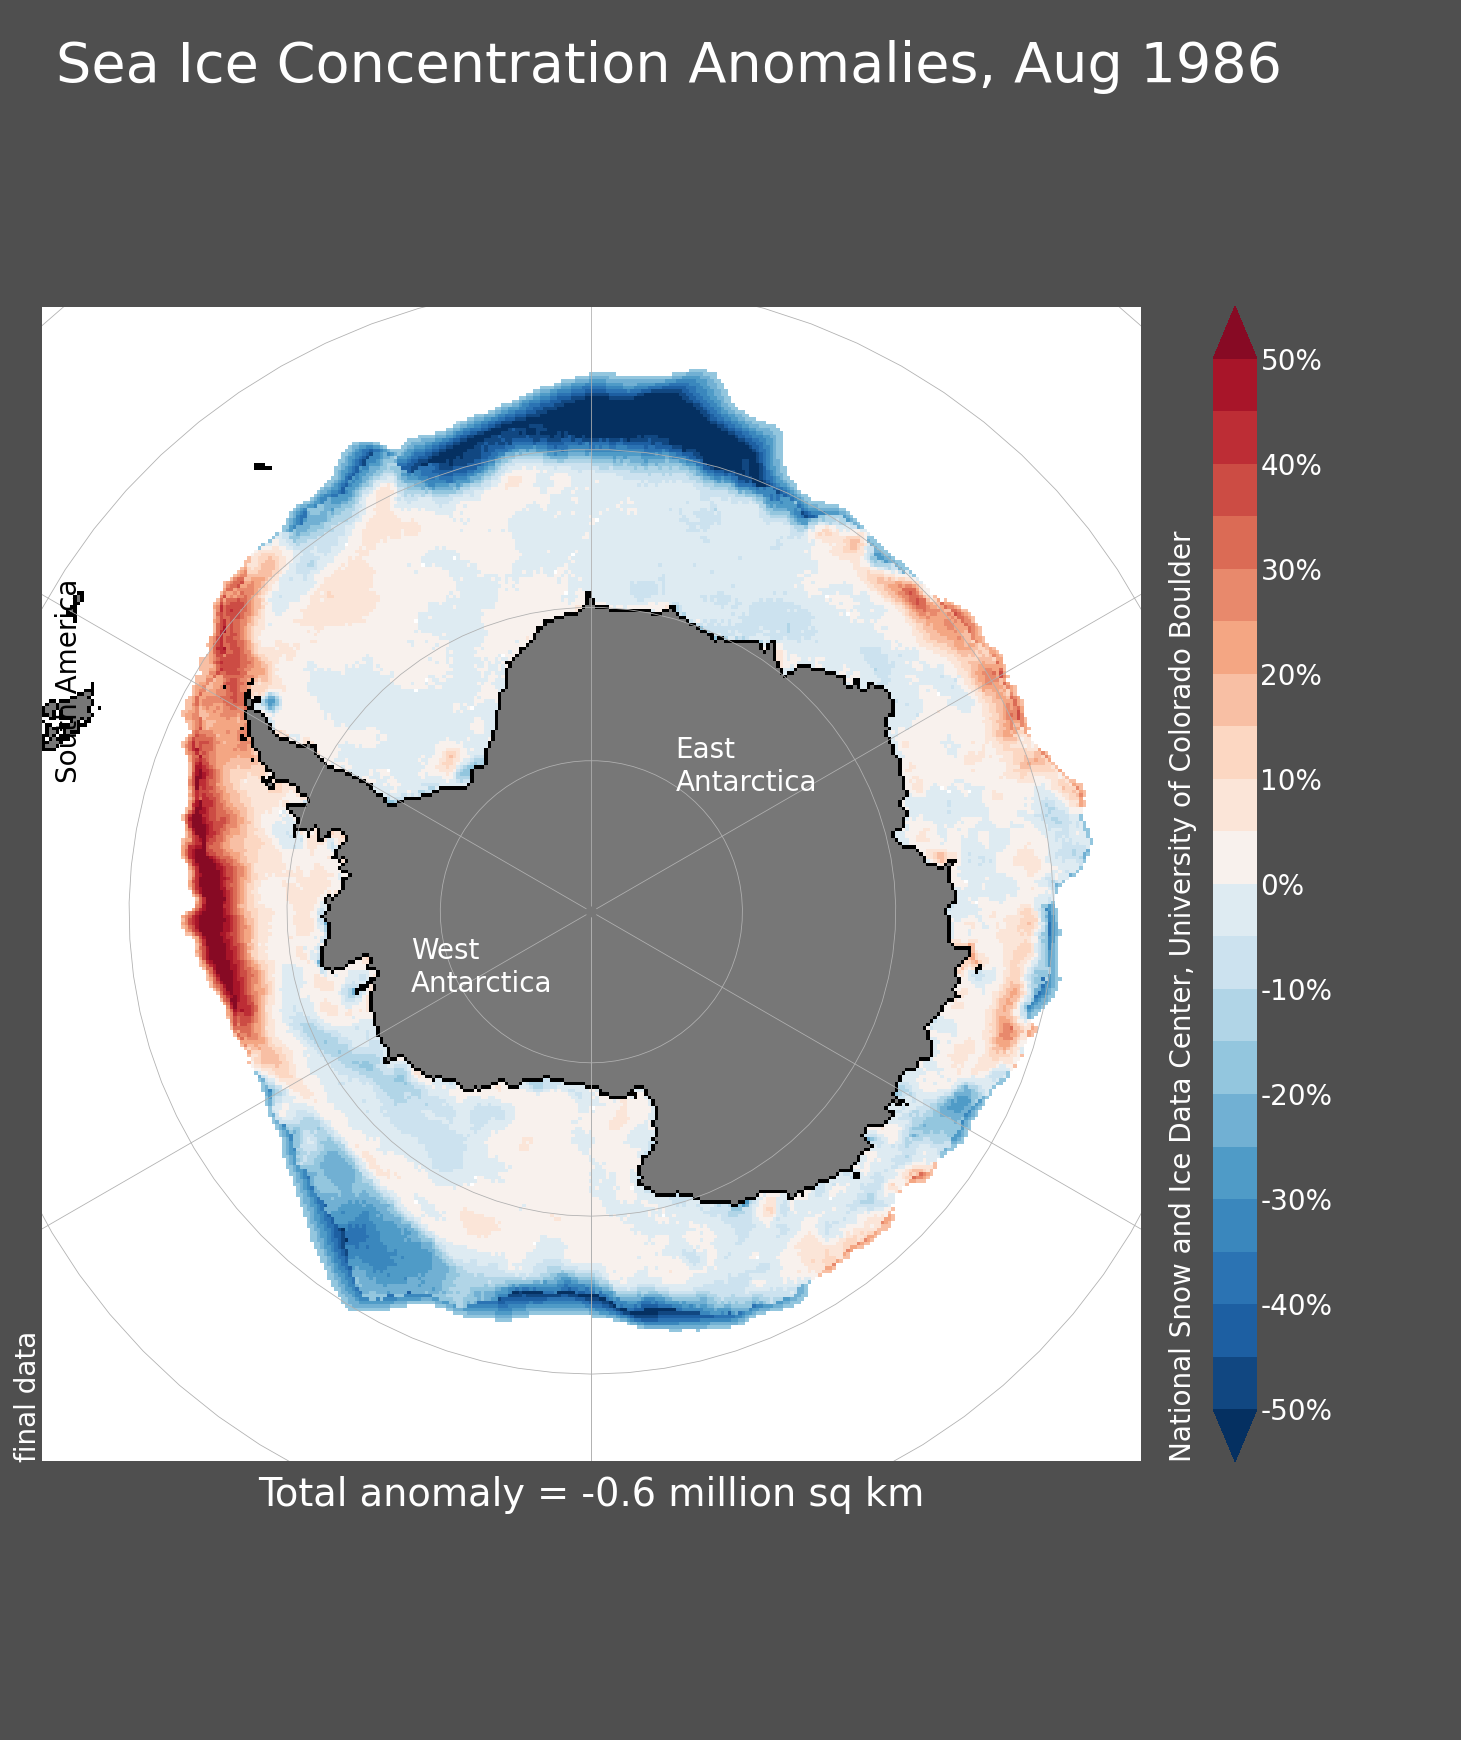 Sea Ice Concentration Anomalies, Aug 1986
South America
East
Antarctica
West
Antarctica
final data
National Snow and Ice Data Center, University of Colorado Boulder
50%
40%
30%
20%
10%
0%
-10%
-20%
-30%
-40%
-50%
Total anomaly = -0.6 million sq km